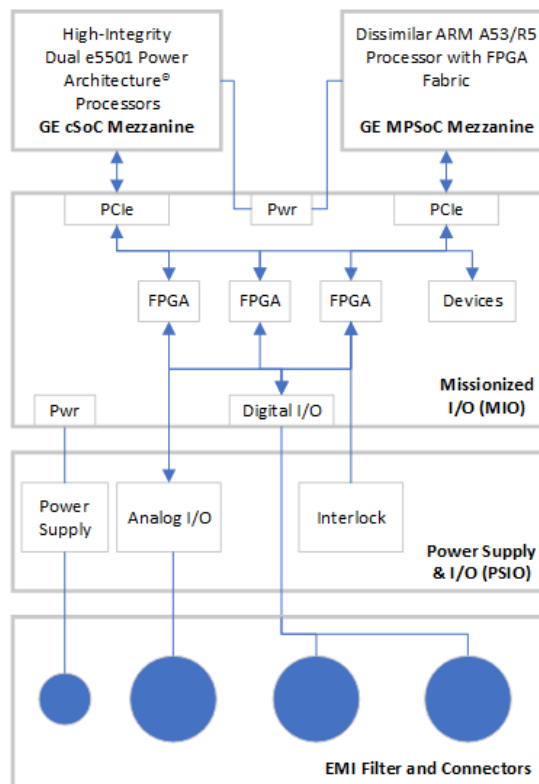 High-Integrity
Dual e5501 Power
Architecture®
Processors
GE cSoC Mezzanine
Dissimilar ARM A53/R5
Processor with FPGA
Fabric
GE MPSoC Mezzanine
PCIe
Pwr
PCIe
FPGA
FPGA
FPGA
Devices
Missionized
I/O (MIO)
Pwr
Digital I/O
Power
Supply
Analog I/O
Interlock
Power Supply
& I/O (PSIO)
EMI Filter and Connectors